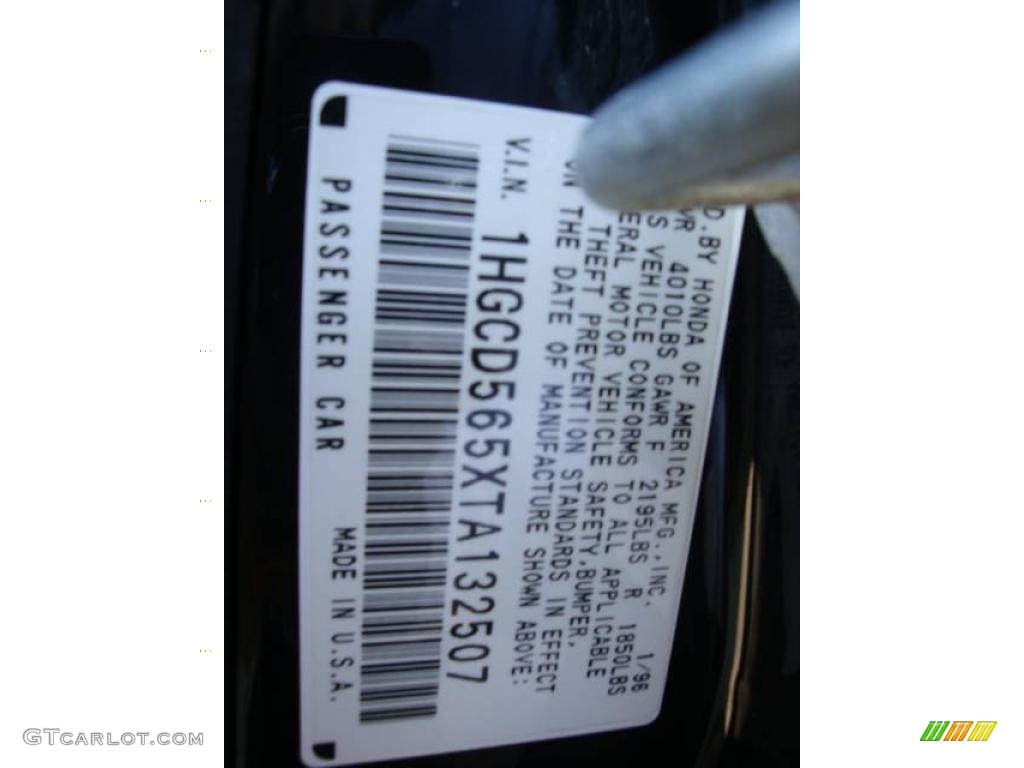 D.BY HONDA OF AMERICA MFG.,INC. 1/96
WR 4010LBS GAWR F 2195LBS R 1850LBS
S VEHICLE CONFORMS TO ALL APPLICABLE
ERAL MOTOR VEHICLE SAFETY,BUMPER,
THEFT PREVENTION STANDARDS IN EFFECT
ON THE DATE OF MANUFACTURE SHOWN ABOVE:
V.I.N. 1HGCD565XTA132507
PASSENGER CAR MADE IN U.S.A.
GTCARLOT.COM